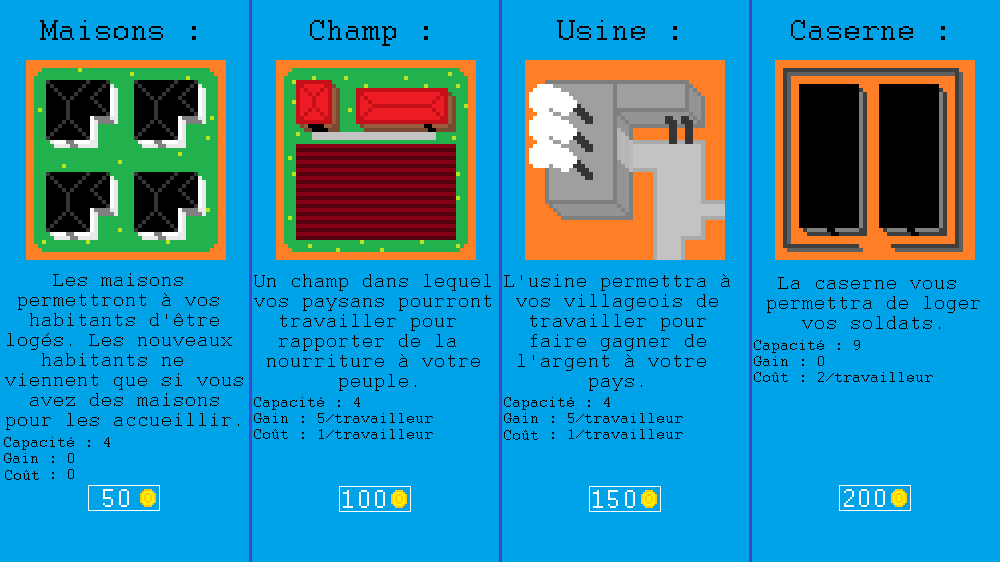 Maisons :
Les maisons
permettront à vos
habitants d'être
logés. Les nouveaux
habitants ne
viennent que si vous
avez des maisons
pour les accueillir.
Capacité : 4
Gain : 0
Coût : 0
50
Champ :
Un champ dans lequel
vos paysans pourront
travailler pour
rapporter de la
nourriture à votre
peuple.
Capacité : 4
Gain : 5/travailleur
Coût : 1/travailleur
100
Usine :
L'usine permettra à
vos villageois de
travailler pour
faire gagner de
l'argent à votre
pays.
Capacité : 4
Gain : 5/travailleur
Coût : 1/travailleur
150
Caserne :
La caserne vous
permettra de loger
vos soldats.
Capacité : 9
Gain : 0
Coût : 2/travailleur
200